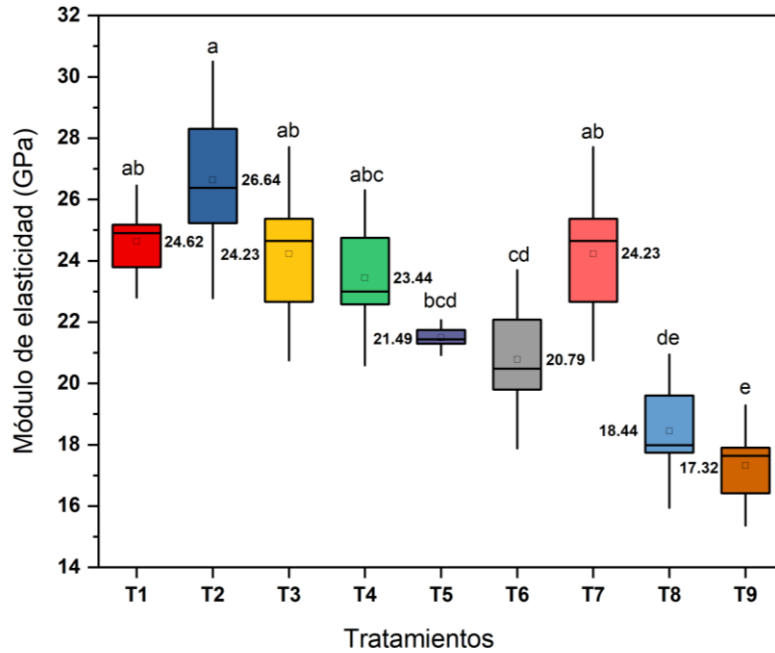 Módulo de elasticidad (GPa)
32
30
28
26
24
22
20
18
16
14
ab
24.62
a
26.64
ab
24.23
abc
23.44
bcd
21.49
cd
20.79
ab
24.23
de
18.44
e
17.32
T1 T2 T3 T4 T5 T6 T7 T8 T9
Tratamientos